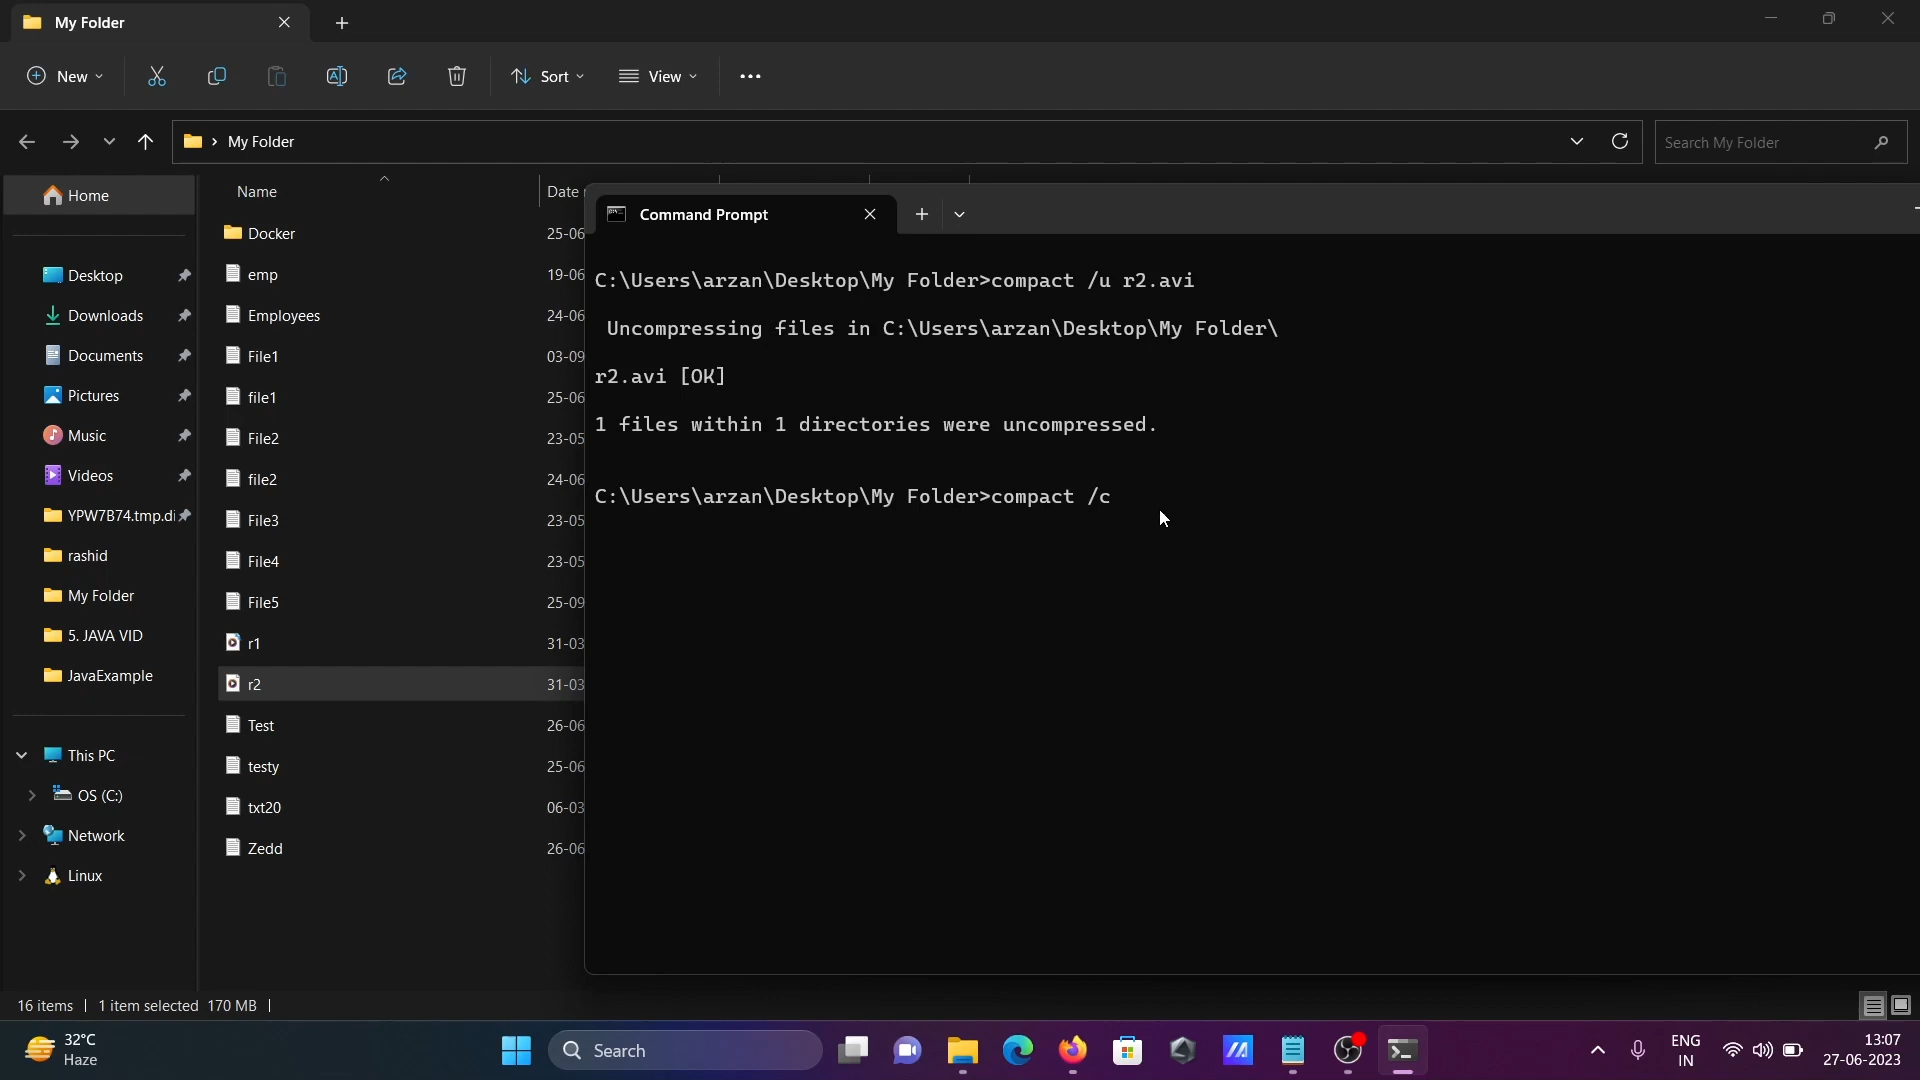 My Folder
New
Sort
View
My Folder
Search My Folder
Home
Desktop
Downloads
Documents
Pictures
Music
Videos
YPW7B74.tmp.di
rashid
My Folder
5. JAVA VID
JavaExample
This PC
OS (C:)
Network
Linux
Name Date
Docker 25-06
emp 19-06
Employees 24-06
File1 03-09
file1 25-06
File2 23-05
file2 24-06
File3 23-05
File4 23-05
File5 25-09
r1 31-03
r2 31-03
Test 26-06
testy 25-06
txt20 06-03
Zedd 26-06
Command Prompt
C:\Users\arzan\Desktop\My Folder>compact /u r2.avi
Uncompressing files in C:\Users\arzan\Desktop\My Folder\
r2.avi [OK]
1 files within 1 directories were uncompressed.
C:\Users\arzan\Desktop\My Folder>compact /c
16 items 1 item selected 170 MB
32°C
Haze
Search
ENG
IN
13:07
27-06-2023